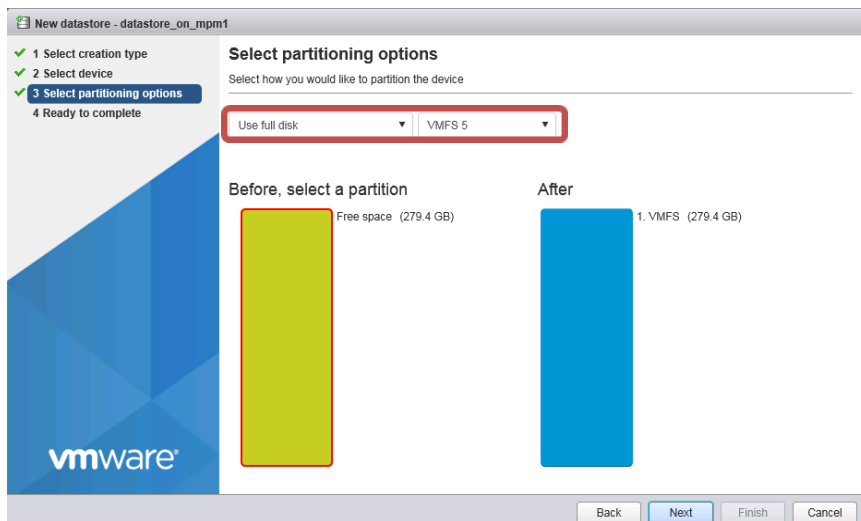 New datastore - datastore_on_mpm1
1 Select creation type
2 Select device
3 Select partitioning options
4 Ready to complete
Select partitioning options
Select how you would like to partition the device
Use full disk VMFS 5
Before, select a partition After
Free space (279.4 GB) 1. VMFS (279.4 GB)
vmware®
Back Next Finish Cancel